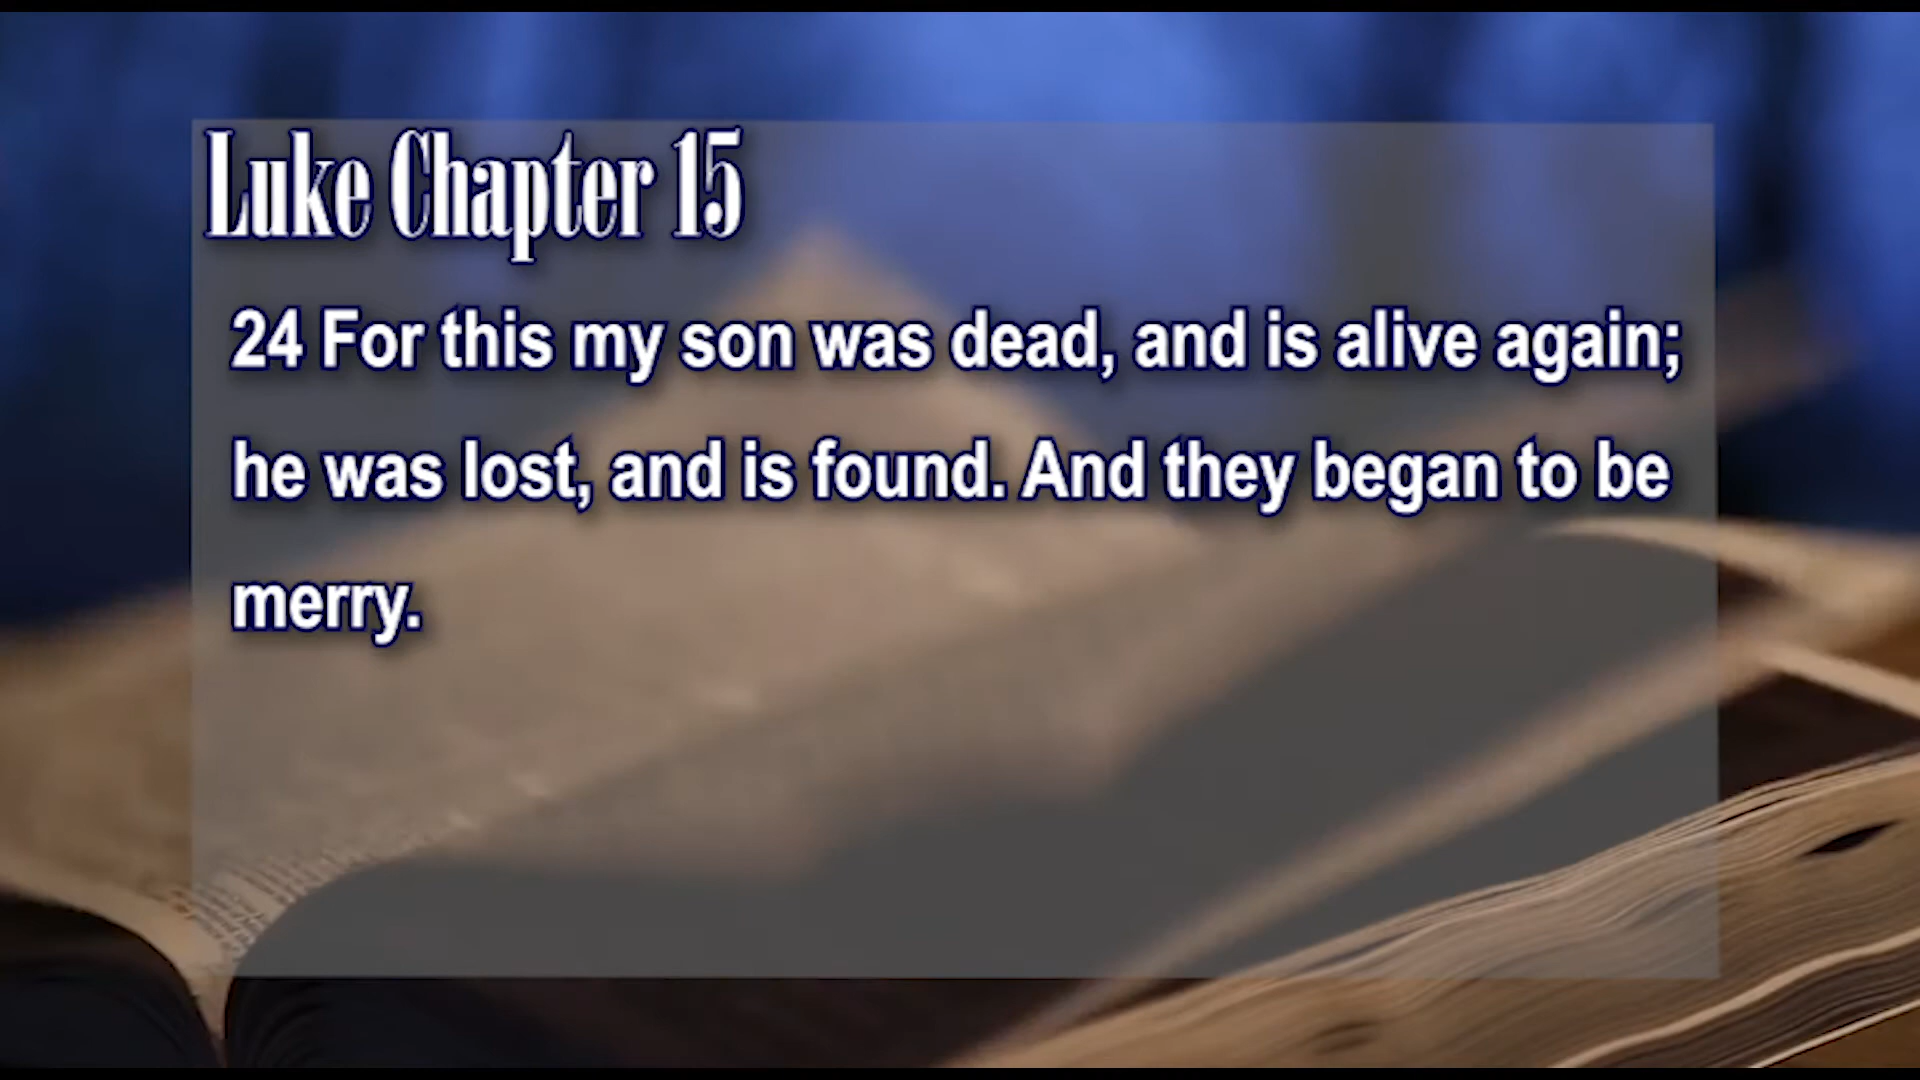 Luke Chapter 15
24 For this my son was dead, and is alive again;
he was lost, and is found. And they began to be
merry.